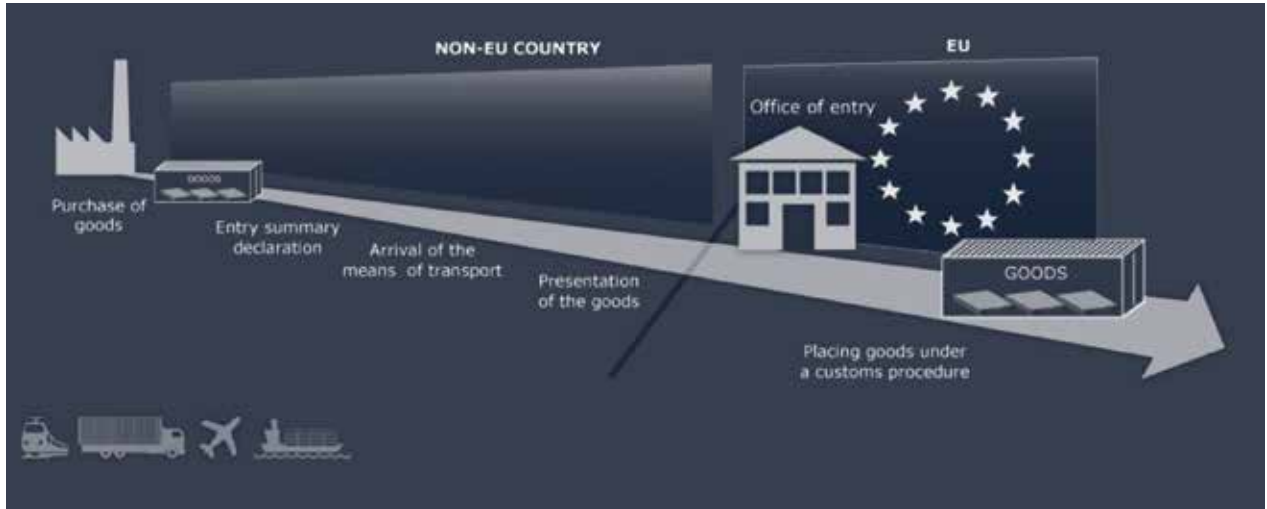 NON-EU COUNTRY
EU
Office of entry
GOODS
Purchase of
goods
Entry summary
declaration
Arrival of the
means of transport
Presentation
of the goods
GOODS
Placing goods under
a customs procedure